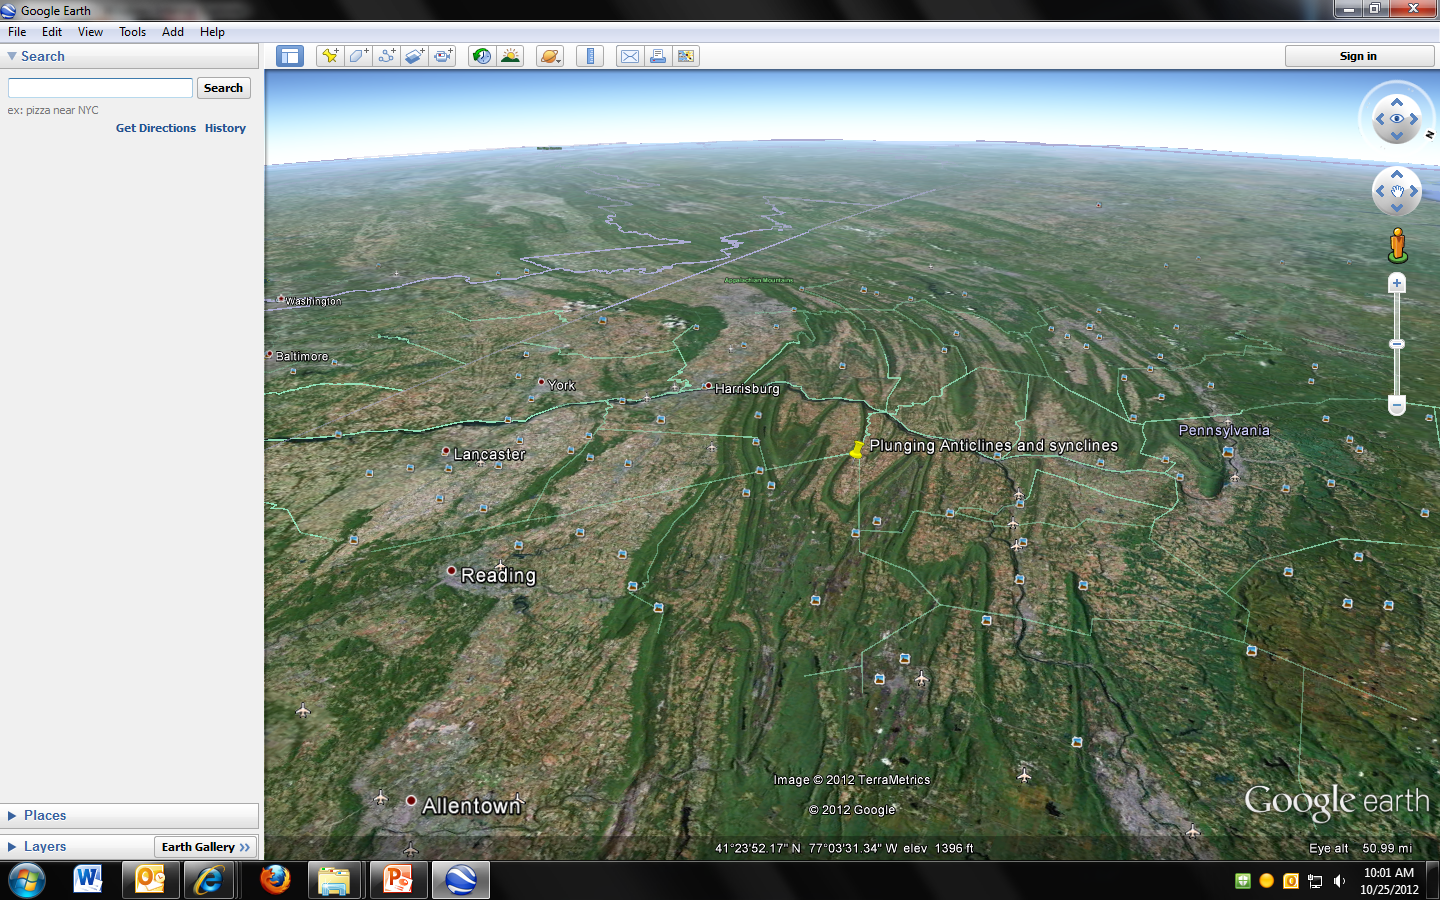 Google Earth
File Edit View Tools Add Help
Search
Sign in
Search
ex: pizza near NYC
Get Directions History
N
Appalachian Mountains
Washington
Baltimore
York
Harrisburg
Pennsylvania
Plunging Anticlines and synclines
Lancaster
Reading
Image © 2012 TerraMetrics
© 2012 Google
Google earth
Allentown
Places
Layers
Earth Gallery »
41°23'52.17" N 77°03'31.34" W elev 1396 ft
Eye alt 50.99 mi
10:01 AM
10/25/2012